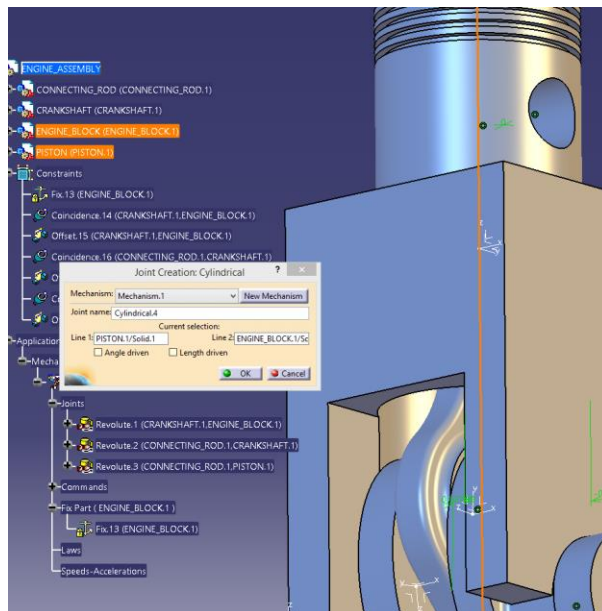 ENGINE_ASSEMBLY
CONNECTING_ROD (CONNECTING_ROD.1)
CRANKSHAFT (CRANKSHAFT.1)
ENGINE_BLOCK (ENGINE_BLOCK.1)
PISTON (PISTON.1)
Constraints
Fix.13 (ENGINE_BLOCK.1)
Coincidence.14 (CRANKSHAFT.1,ENGINE_BLOCK.1)
Offset.15 (CRANKSHAFT.1,ENGINE_BLOCK.1)
Coincidence.16 (CONNECTING_ROD.1,CRANKSHAFT.1)
Joint Creation: Cylindrical
? ×
Mechanism: Mechanism.1 New Mechanism
Joint name: Cylindrical.4
Current selection:
Line 1: PISTON.1/Solid.1 Line 2: ENGINE_BLOCK.1/So
Angle driven Length driven
OK Cancel
Of
Co
Of
Application
Mecha
Joints
Revolute.1 (CRANKSHAFT.1,ENGINE_BLOCK.1)
Revolute.2 (CONNECTING_ROD.1,CRANKSHAFT.1)
Revolute.3 (CONNECTING_ROD.1,PISTON.1)
Commands
Fix Part ( ENGINE_BLOCK.1 )
Fix.13 (ENGINE_BLOCK.1)
Laws
Speeds-Accelerations